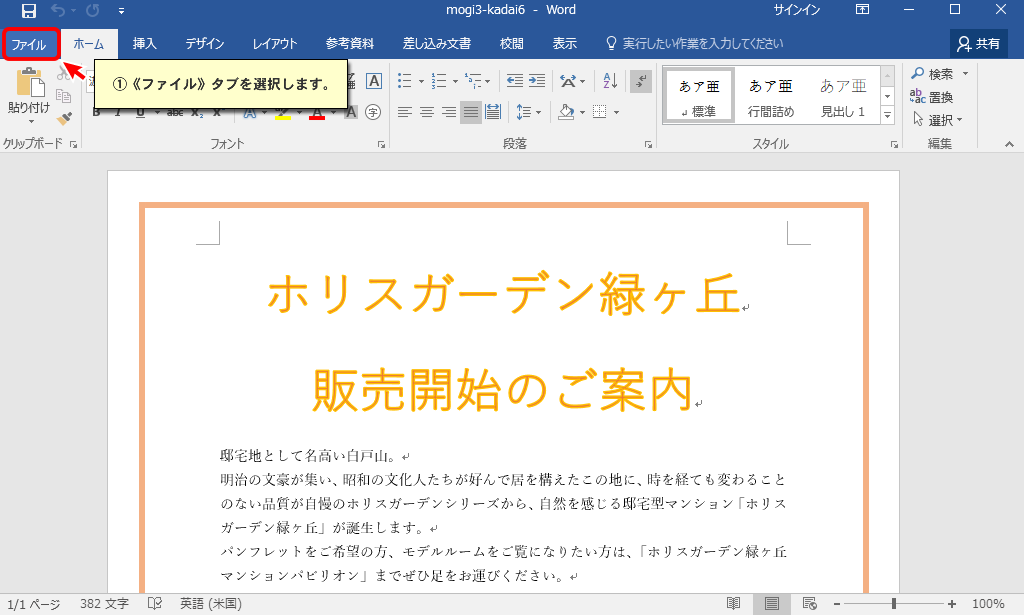 mogi3-kadai6 - Word
サインイン
ファイル
ホーム
挿入
デザイン
レイアウト
参考資料
差し込み文書
校閲
表示
実行したい作業を入力してください
共有
①《ファイル》タブを選択します。
貼り付け
クリップボード
フォント
段落
あア亜
標準
あア亜
行間詰め
あア亜
見出し 1
スタイル
検索
置換
選択
編集
ホリスガーデン緑ヶ丘
販売開始のご案内
邸宅地として名高い白戸山。
明治の文豪が集い、昭和の文化人たちが好んで居を構えたこの地に、時を経ても変わること
のない品質が自慢のホリスガーデンシリーズから、自然を感じる邸宅型マンション「ホリス
ガーデン緑ヶ丘」が誕生します。
パンフレットをご希望の方、モデルルームをご覧になりたい方は、「ホリスガーデン緑ヶ丘
マンションパビリオン」までぜひ足をお運びください。
1/1 ページ
382 文字
英語 (米国)
100%